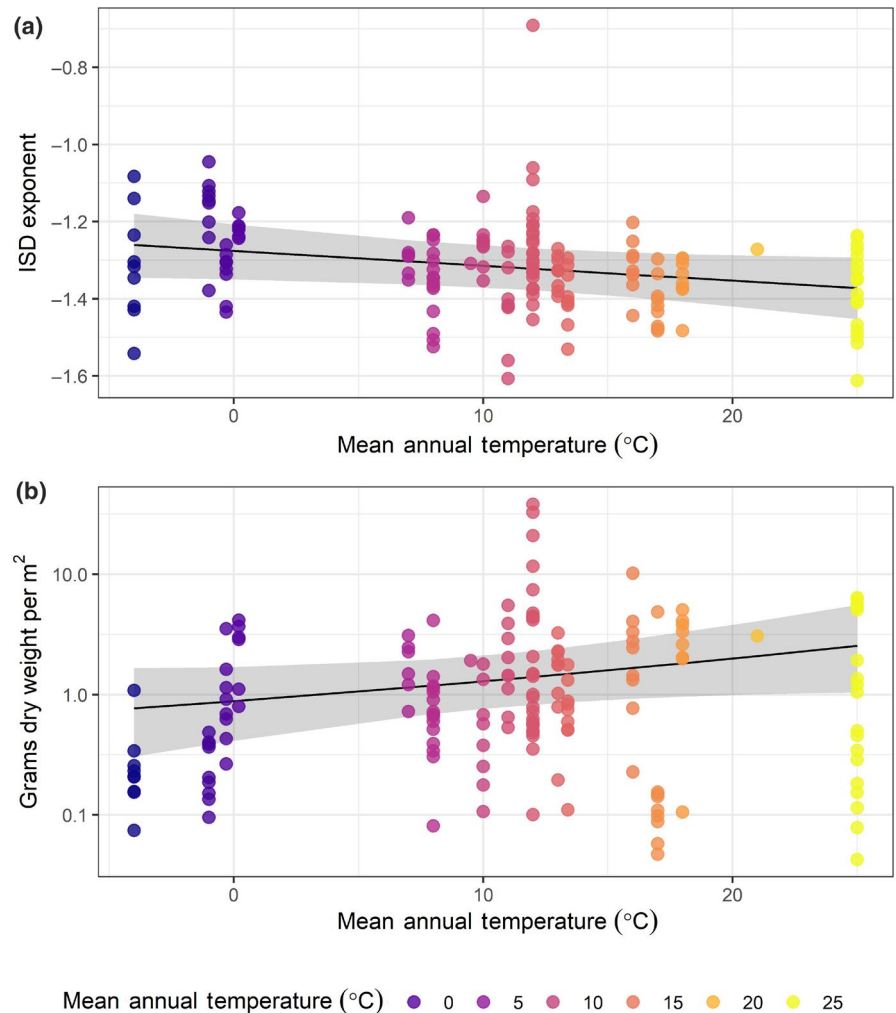 (a)
ISD exponent
−0.8
−1.0
−1.2
−1.4
−1.6
0 10 20
Mean annual temperature (°C)
(b)
Grams dry weight per m²
10.0
1.0
0.1
0 10 20
Mean annual temperature (°C)
Mean annual temperature (°C) 0 5 10 15 20 25